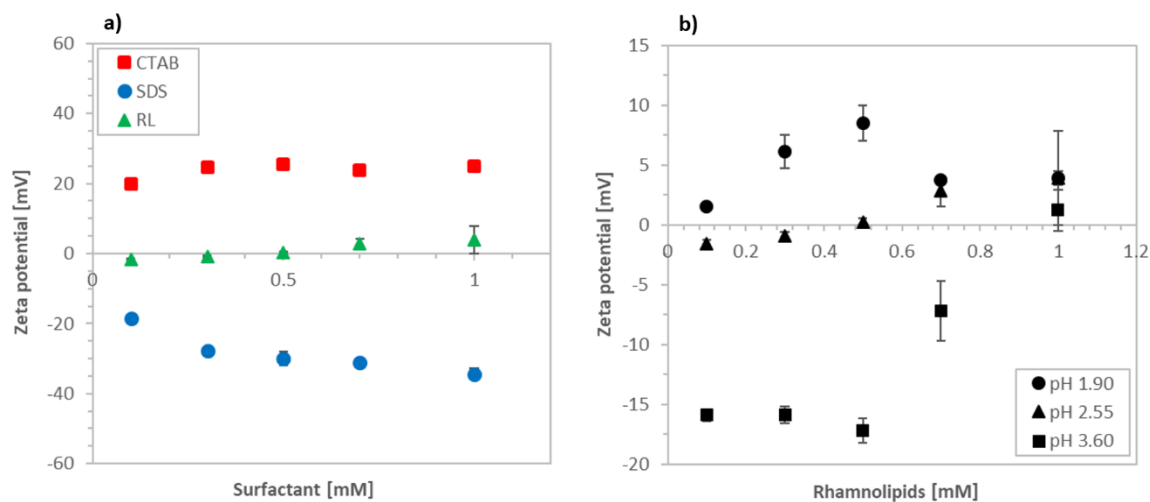 a)
60
40
20
0
-20
-40
-60
0
0.5
1
Zeta potential [mV]
Surfactant [mM]
CTAB
SDS
RL
b)
15
10
5
0
-5
-10
-15
-20
0
0.2
0.4
0.6
0.8
1
1.2
Zeta potential [mV]
Rhamnolipids [mM]
pH 1.90
pH 2.55
pH 3.60